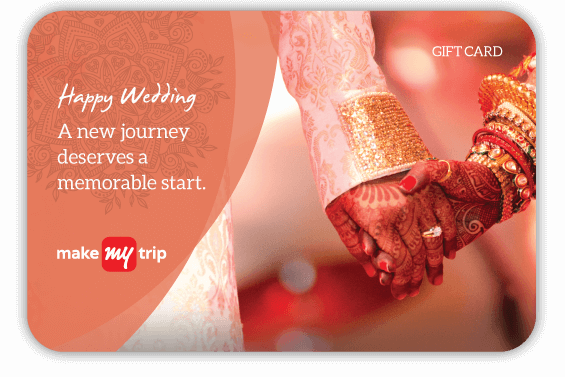 GIFT CARD
Happy Wedding
A new journey
deserves a
memorable start.
make my trip